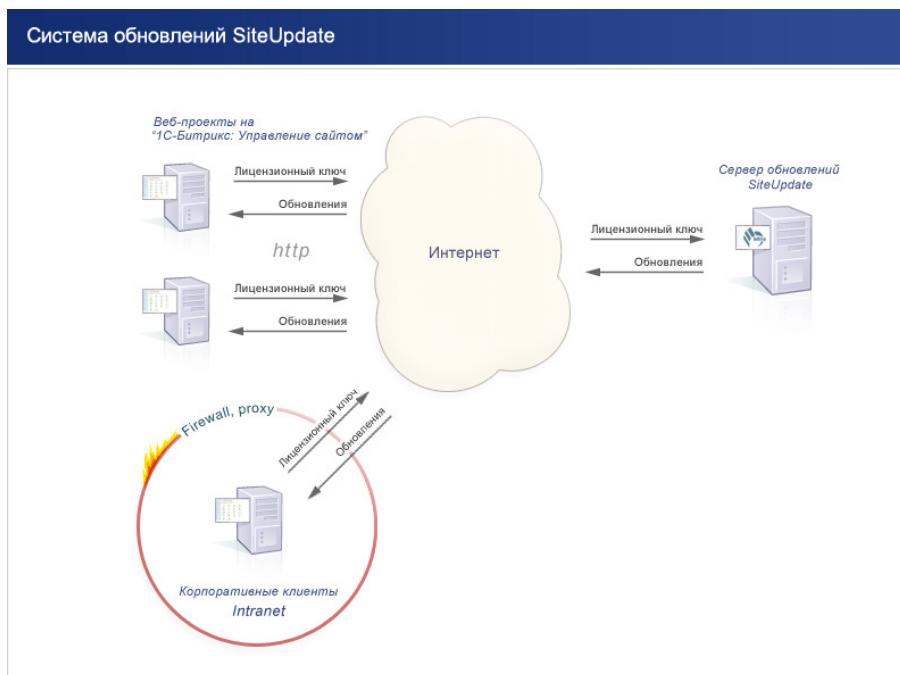 Система обновлений SiteUpdate
Веб-проекты на
"1С-Битрикс: Управление сайтом"
Лицензионный ключ
Обновления
http
Лицензионный ключ
Обновления
Интернет
Сервер обновлений
SiteUpdate
Лицензионный ключ
Обновления
Firewall, proxy
Лицензионный ключ
Обновления
Корпоративные клиенты
Intranet